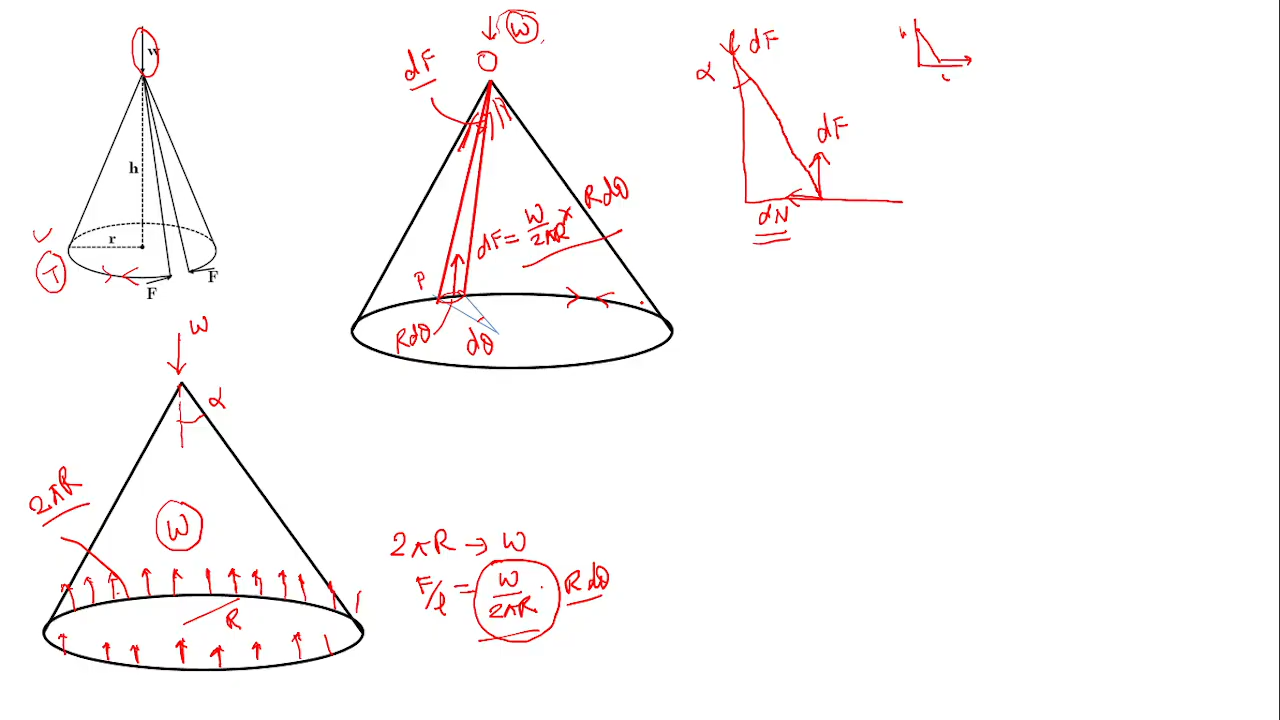 w
h
r
F
F
T
W
dF
dF = W/2πR × Rdθ
P
Rdθ
dθ
α
dF
dF
dN
W
α
2πR
W
R
2πR → W
F/l = W/2πR · Rdθ